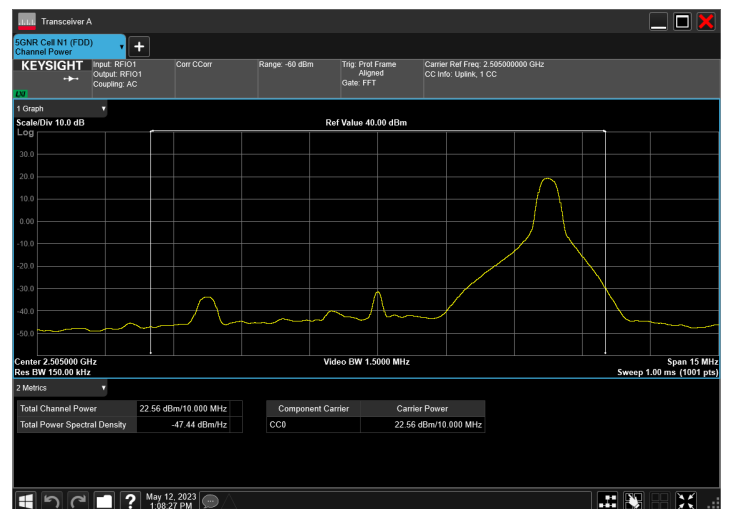 Transceiver A
5GNR Cell N1 (FDD)
Channel Power
+
KEYSIGHT
LXI
Input: RFIO1
Output: RFIO1
Coupling: AC
Corr CCorr
Range: -60 dBm
Trig: Prot Frame
Aligned
Gate: FFT
Carrier Ref Freq: 2.505000000 GHz
CC Info: Uplink, 1 CC
1 Graph
Scale/Div 10.0 dB
Ref Value 40.00 dBm
Log
30.0
20.0
10.0
0.00
-10.0
-20.0
-30.0
-40.0
-50.0
Center 2.505000 GHz
Video BW 1.5000 MHz
Span 15 MHz
Res BW 150.00 kHz
Sweep 1.00 ms (1001 pts)
2 Metrics
Total Channel Power 22.56 dBm/10.000 MHz
Total Power Spectral Density -47.44 dBm/Hz
Component Carrier Carrier Power
CC0 22.56 dBm/10.000 MHz
?
May 12, 2023
1:08:27 PM